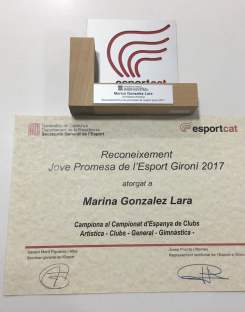 esportcat
Marina Gonzalez Lara
Generalitat de Catalunya
Departament de la Presidència
Secretaria General de l'Esport
esportcat
Reconeixement
Jove Promesa de l'Esport Gironí 2017
atorgat a
Marina Gonzalez Lara
Campiona al Campionat d'Espanya de Clubs
Artística - Clubs - General - Gimnàstica -